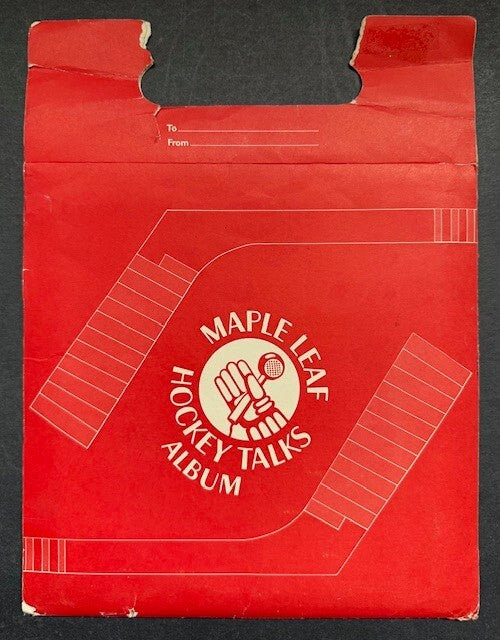 To
From
MAPLE LEAF
HOCKEY TALKS
ALBUM